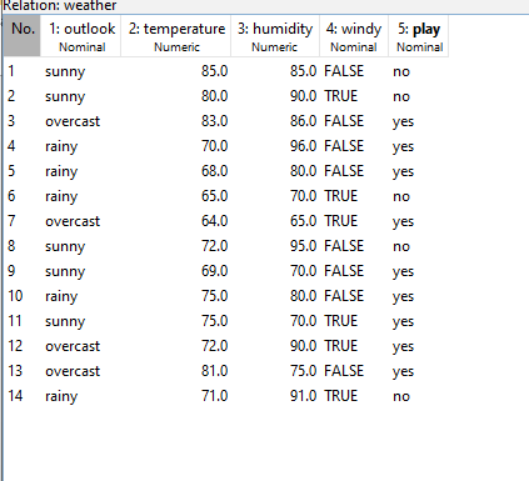 Relation: weather
No. 1: outlook 2: temperature 3: humidity 4: windy 5: play
Nominal Numeric Numeric Nominal Nominal
1 sunny 85.0 85.0 FALSE no
2 sunny 80.0 90.0 TRUE no
3 overcast 83.0 86.0 FALSE yes
4 rainy 70.0 96.0 FALSE yes
5 rainy 68.0 80.0 FALSE yes
6 rainy 65.0 70.0 TRUE no
7 overcast 64.0 65.0 TRUE yes
8 sunny 72.0 95.0 FALSE no
9 sunny 69.0 70.0 FALSE yes
10 rainy 75.0 80.0 FALSE yes
11 sunny 75.0 70.0 TRUE yes
12 overcast 72.0 90.0 TRUE yes
13 overcast 81.0 75.0 FALSE yes
14 rainy 71.0 91.0 TRUE no